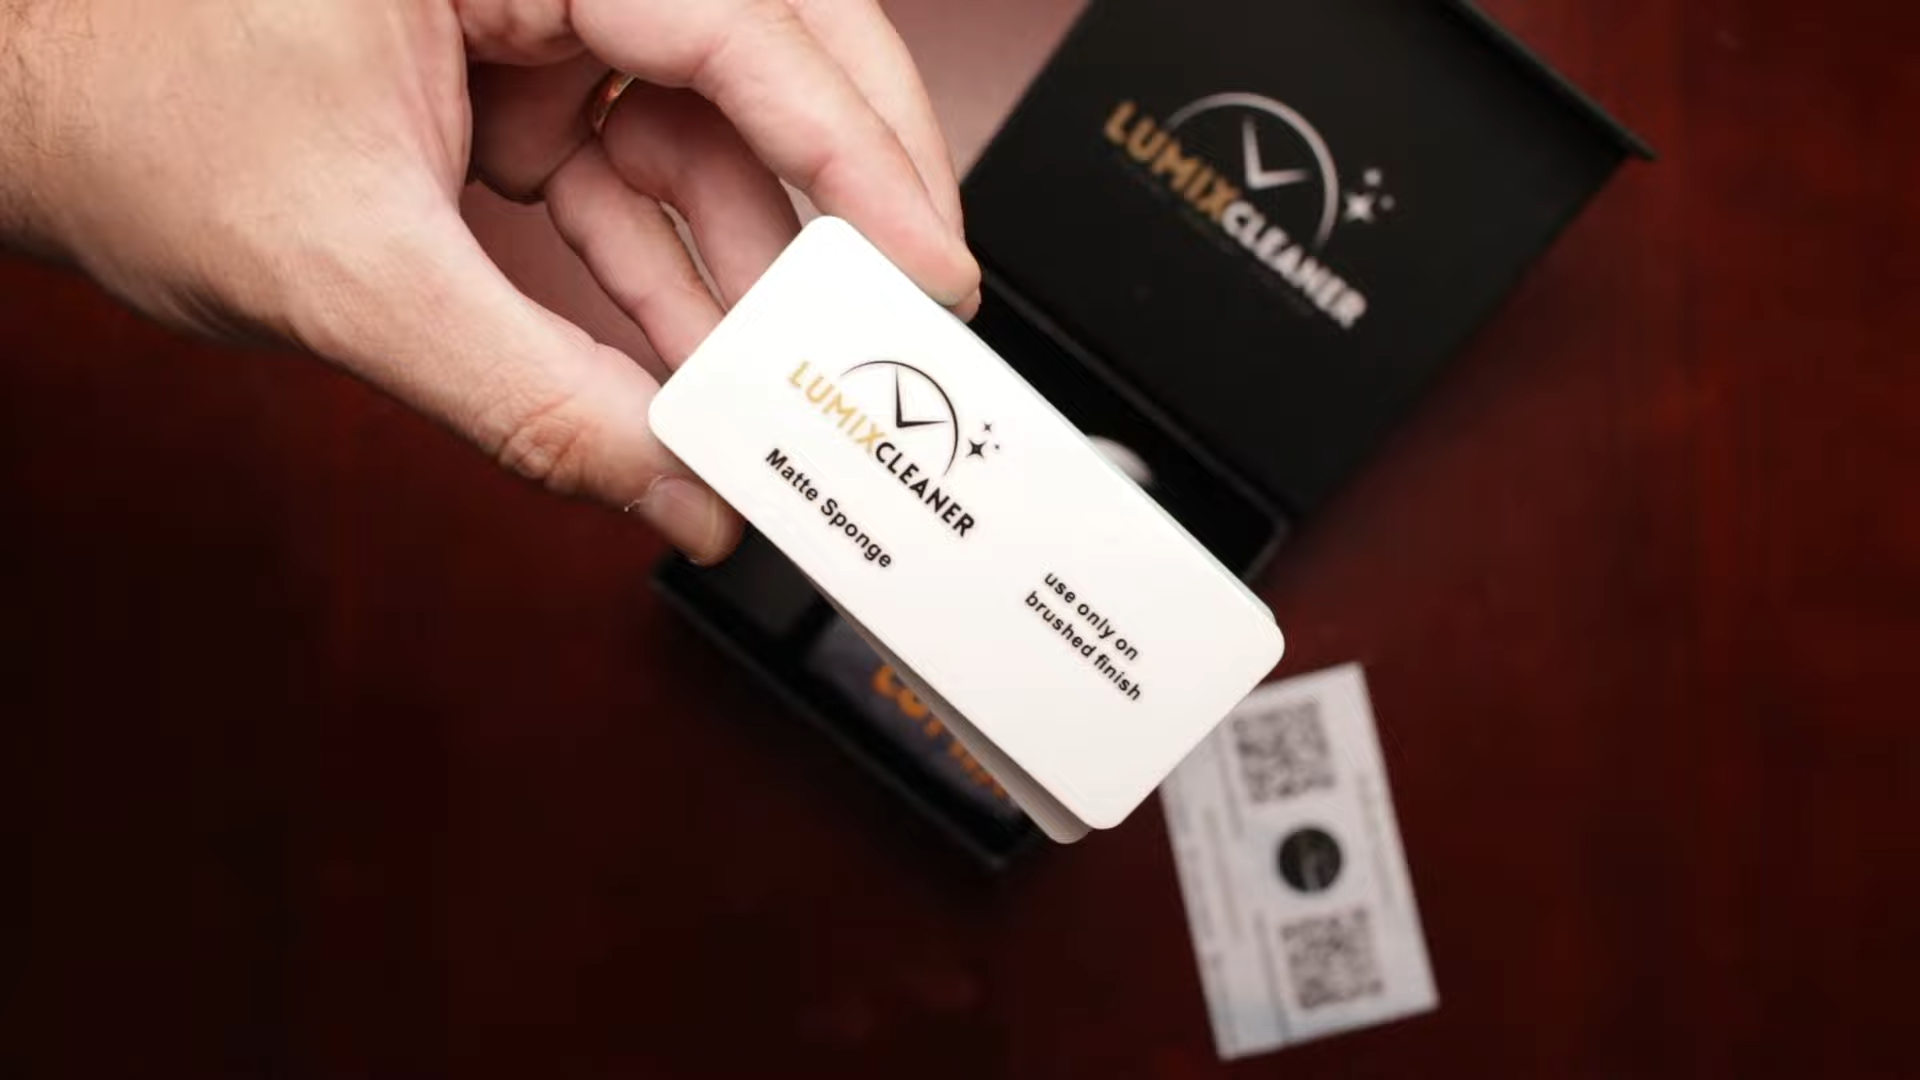 LUMIXCLEANER
LUMIXCLEANER
Matte Sponge
use only on
brushed finish